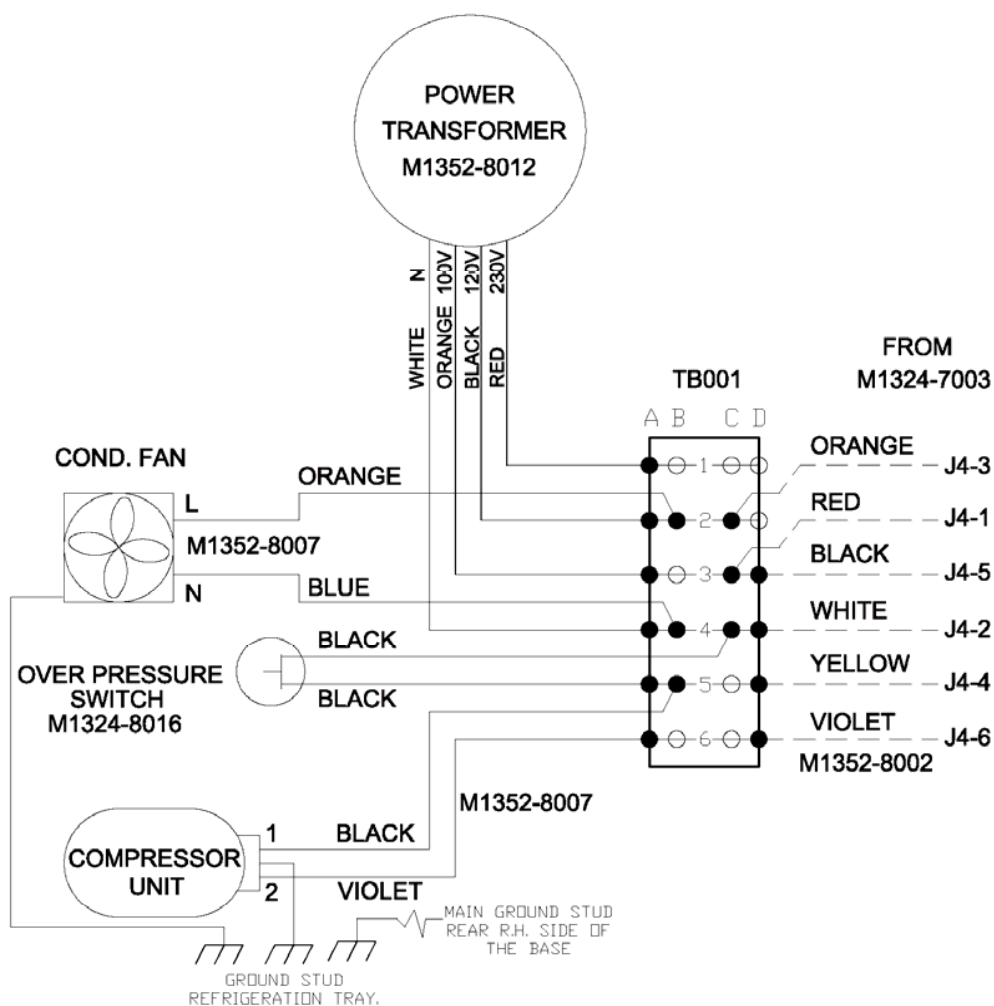 POWER
TRANSFORMER
M1352-8012
WHITE N
ORANGE 100V
BLACK 120V
RED 230V
FROM
M1324-7003
TB001
A B C D
COND. FAN
L
N
M1352-8007
ORANGE
BLUE
1
2
3
4
5
6
ORANGE J4-3
RED J4-1
BLACK J4-5
WHITE J4-2
YELLOW J4-4
VIOLET J4-6
M1352-8002
OVER PRESSURE
SWITCH
M1324-8016
BLACK
BLACK
M1352-8007
COMPRESSOR
UNIT
1
2
BLACK
VIOLET
MAIN GROUND STUD
REAR R.H. SIDE OF
THE BASE
GROUND STUD
REFRIGERATION TRAY.